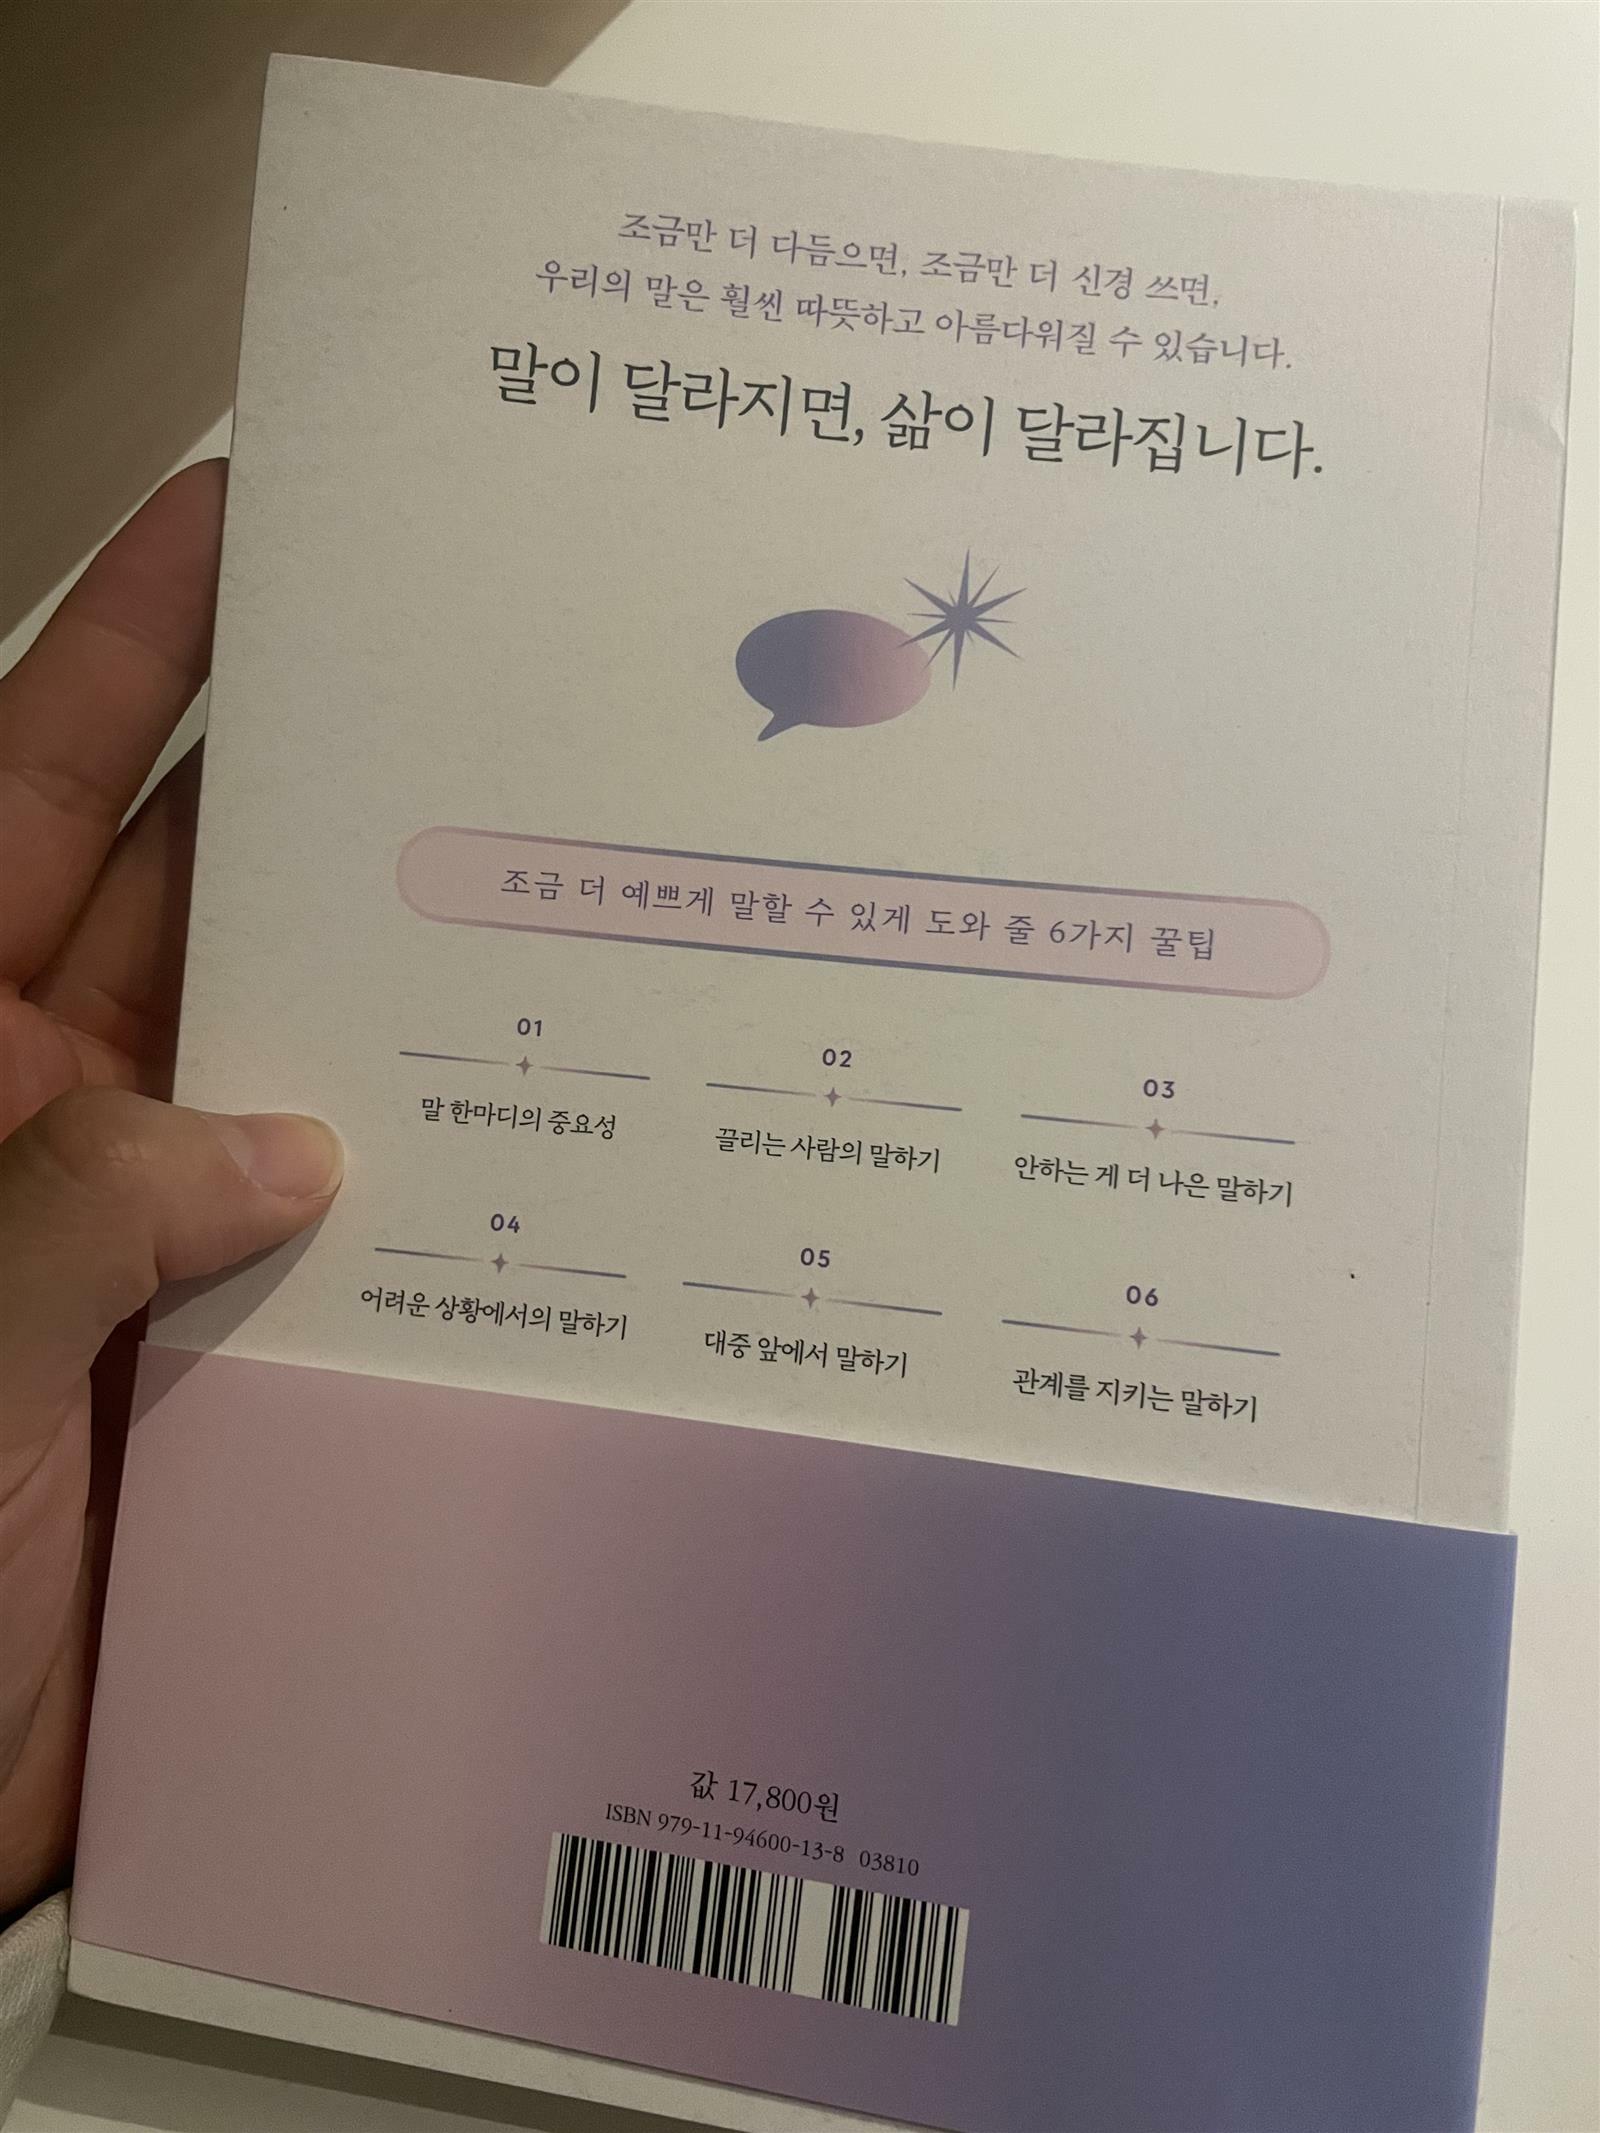 조금만 더 다듬으면, 조금만 더 신경 쓰면,
우리의 말은 훨씬 따뜻하고 아름다워질 수 있습니다.
말이 달라지면, 삶이 달라집니다.
조금 더 예쁘게 말할 수 있게 도와 줄 6가지 꿀팁
01
말 한마디의 중요성
02
끌리는 사람의 말하기
03
안하는 게 더 나은 말하기
04
어려운 상황에서의 말하기
05
대중 앞에서 말하기
06
관계를 지키는 말하기
값 17,800원
ISBN 979-11-94600-13-8 03810